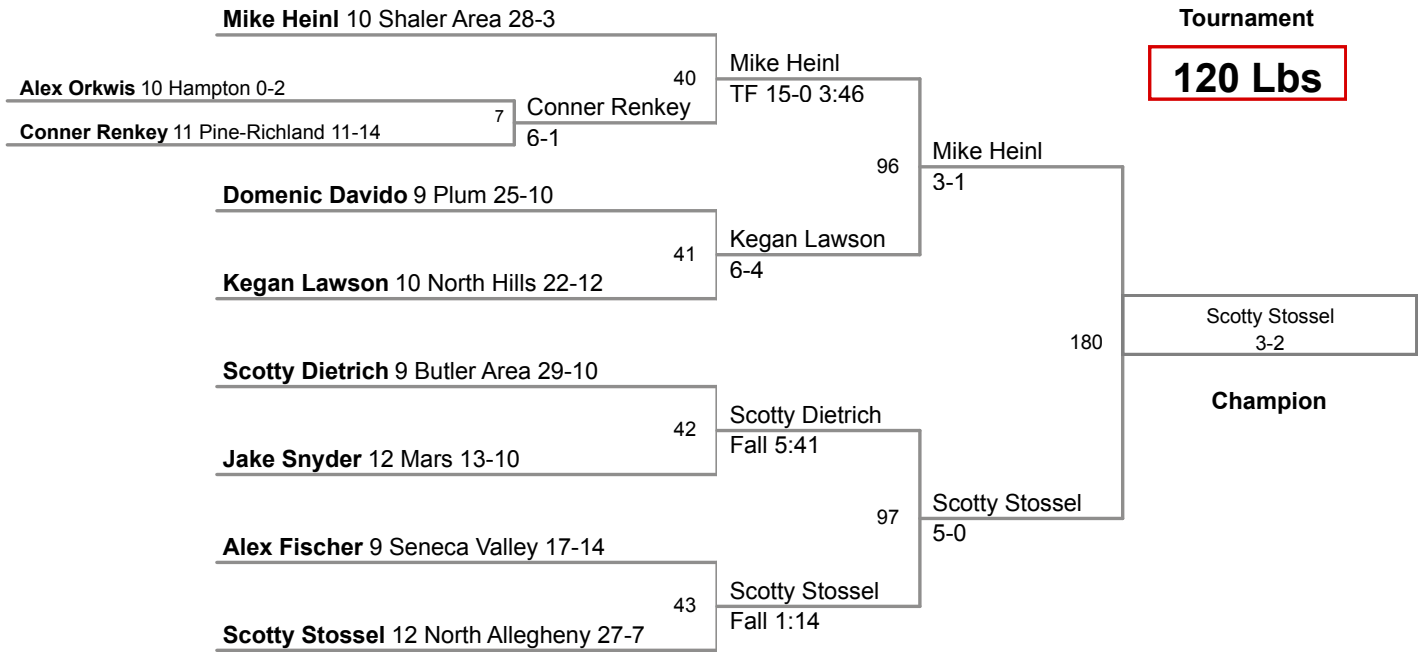 Mike Heinl 10 Shaler Area 28-3
Tournament
120 Lbs
40
Mike Heinl
TF 15-0 3:46
Alex Orkwis 10 Hampton 0-2
7
Conner Renkey
6-1
Conner Renkey 11 Pine-Richland 11-14
96
Mike Heinl
3-1
Domenic Davido 9 Plum 25-10
41
Kegan Lawson
6-4
Kegan Lawson 10 North Hills 22-12
180
Scotty Stossel
3-2
Champion
Scotty Dietrich 9 Butler Area 29-10
42
Scotty Dietrich
Fall 5:41
Jake Snyder 12 Mars 13-10
97
Scotty Stossel
5-0
Alex Fischer 9 Seneca Valley 17-14
43
Scotty Stossel
Fall 1:14
Scotty Stossel 12 North Allegheny 27-7